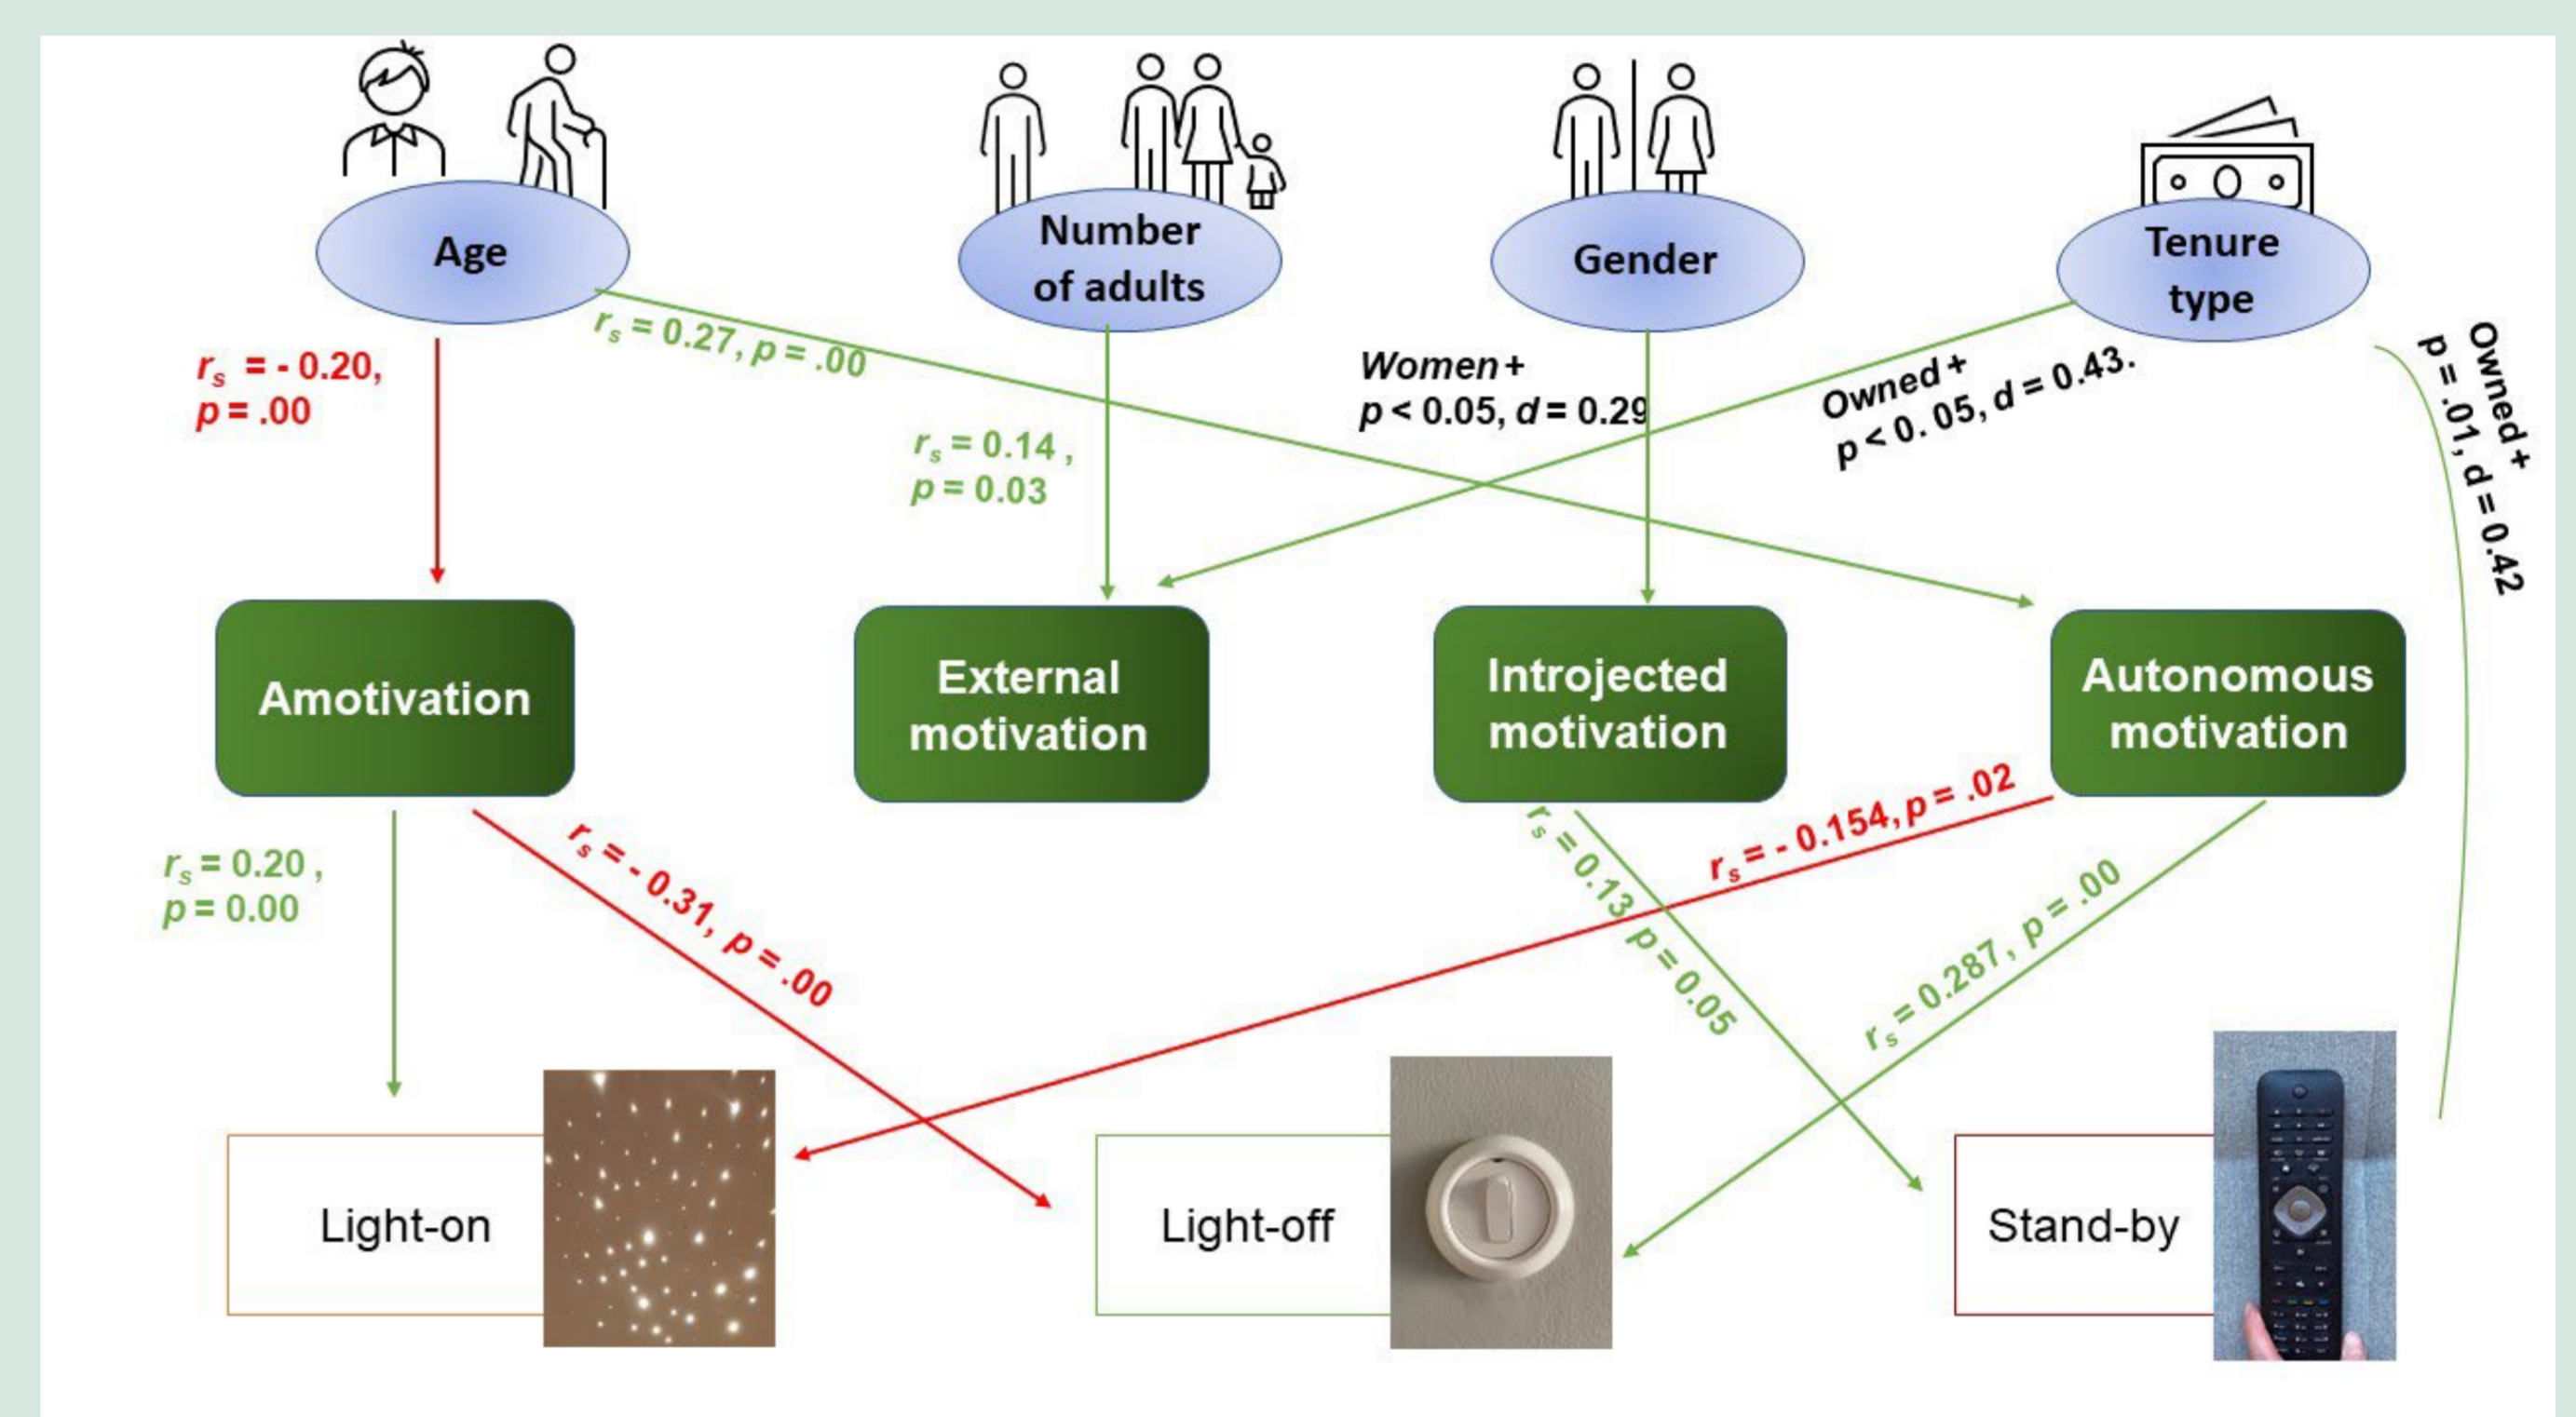 Age
Number
of adults
Gender
Tenure
type
rs = - 0.20,
p = .00
rs = 0.27, p = .00
rs = 0.14 ,
p = 0.03
Women+
p < 0.05, d = 0.29
Owned+
p < 0. 05, d = 0.43.
Owned+
p = .01, d = 0.42
Amotivation
External
motivation
Introjected
motivation
Autonomous
motivation
rs = 0.20 ,
p = 0.00
rs = - 0.31, p = .00
rs = 0.13 p = 0.05
rs = - 0.154, p = .02
rs = 0.287, p = .00
Light-on
Light-off
Stand-by